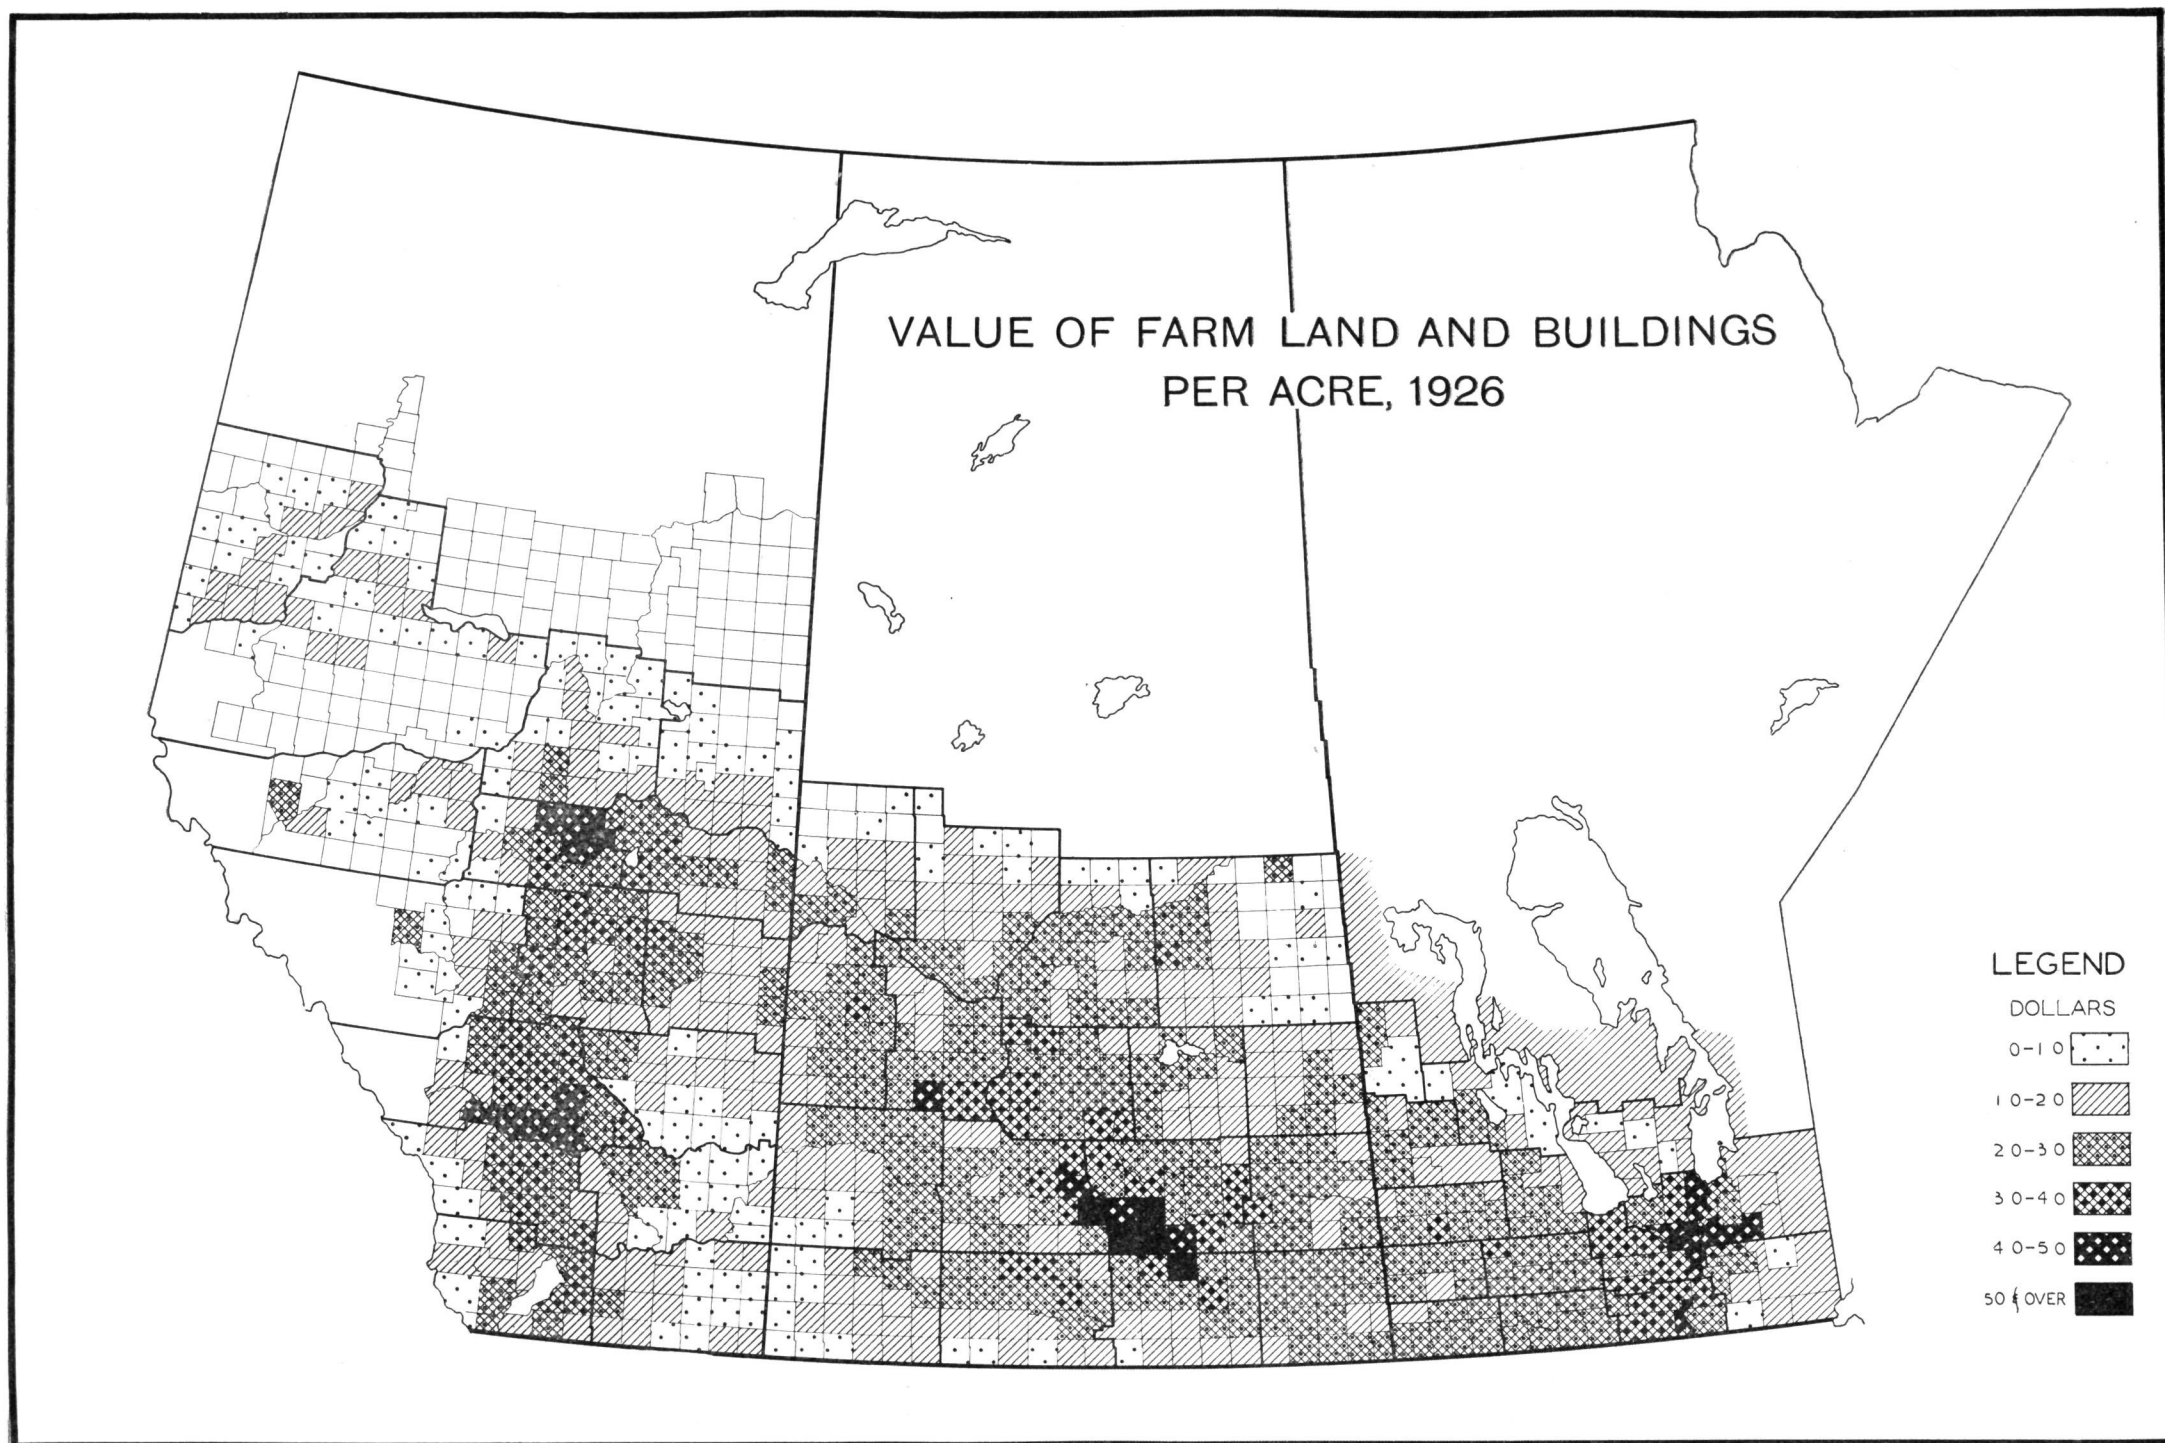 VALUE OF FARM LAND AND BUILDINGS
PER ACRE, 1926
LEGEND
DOLLARS
0-10
10-20
20-30
30-40
40-50
50 & OVER